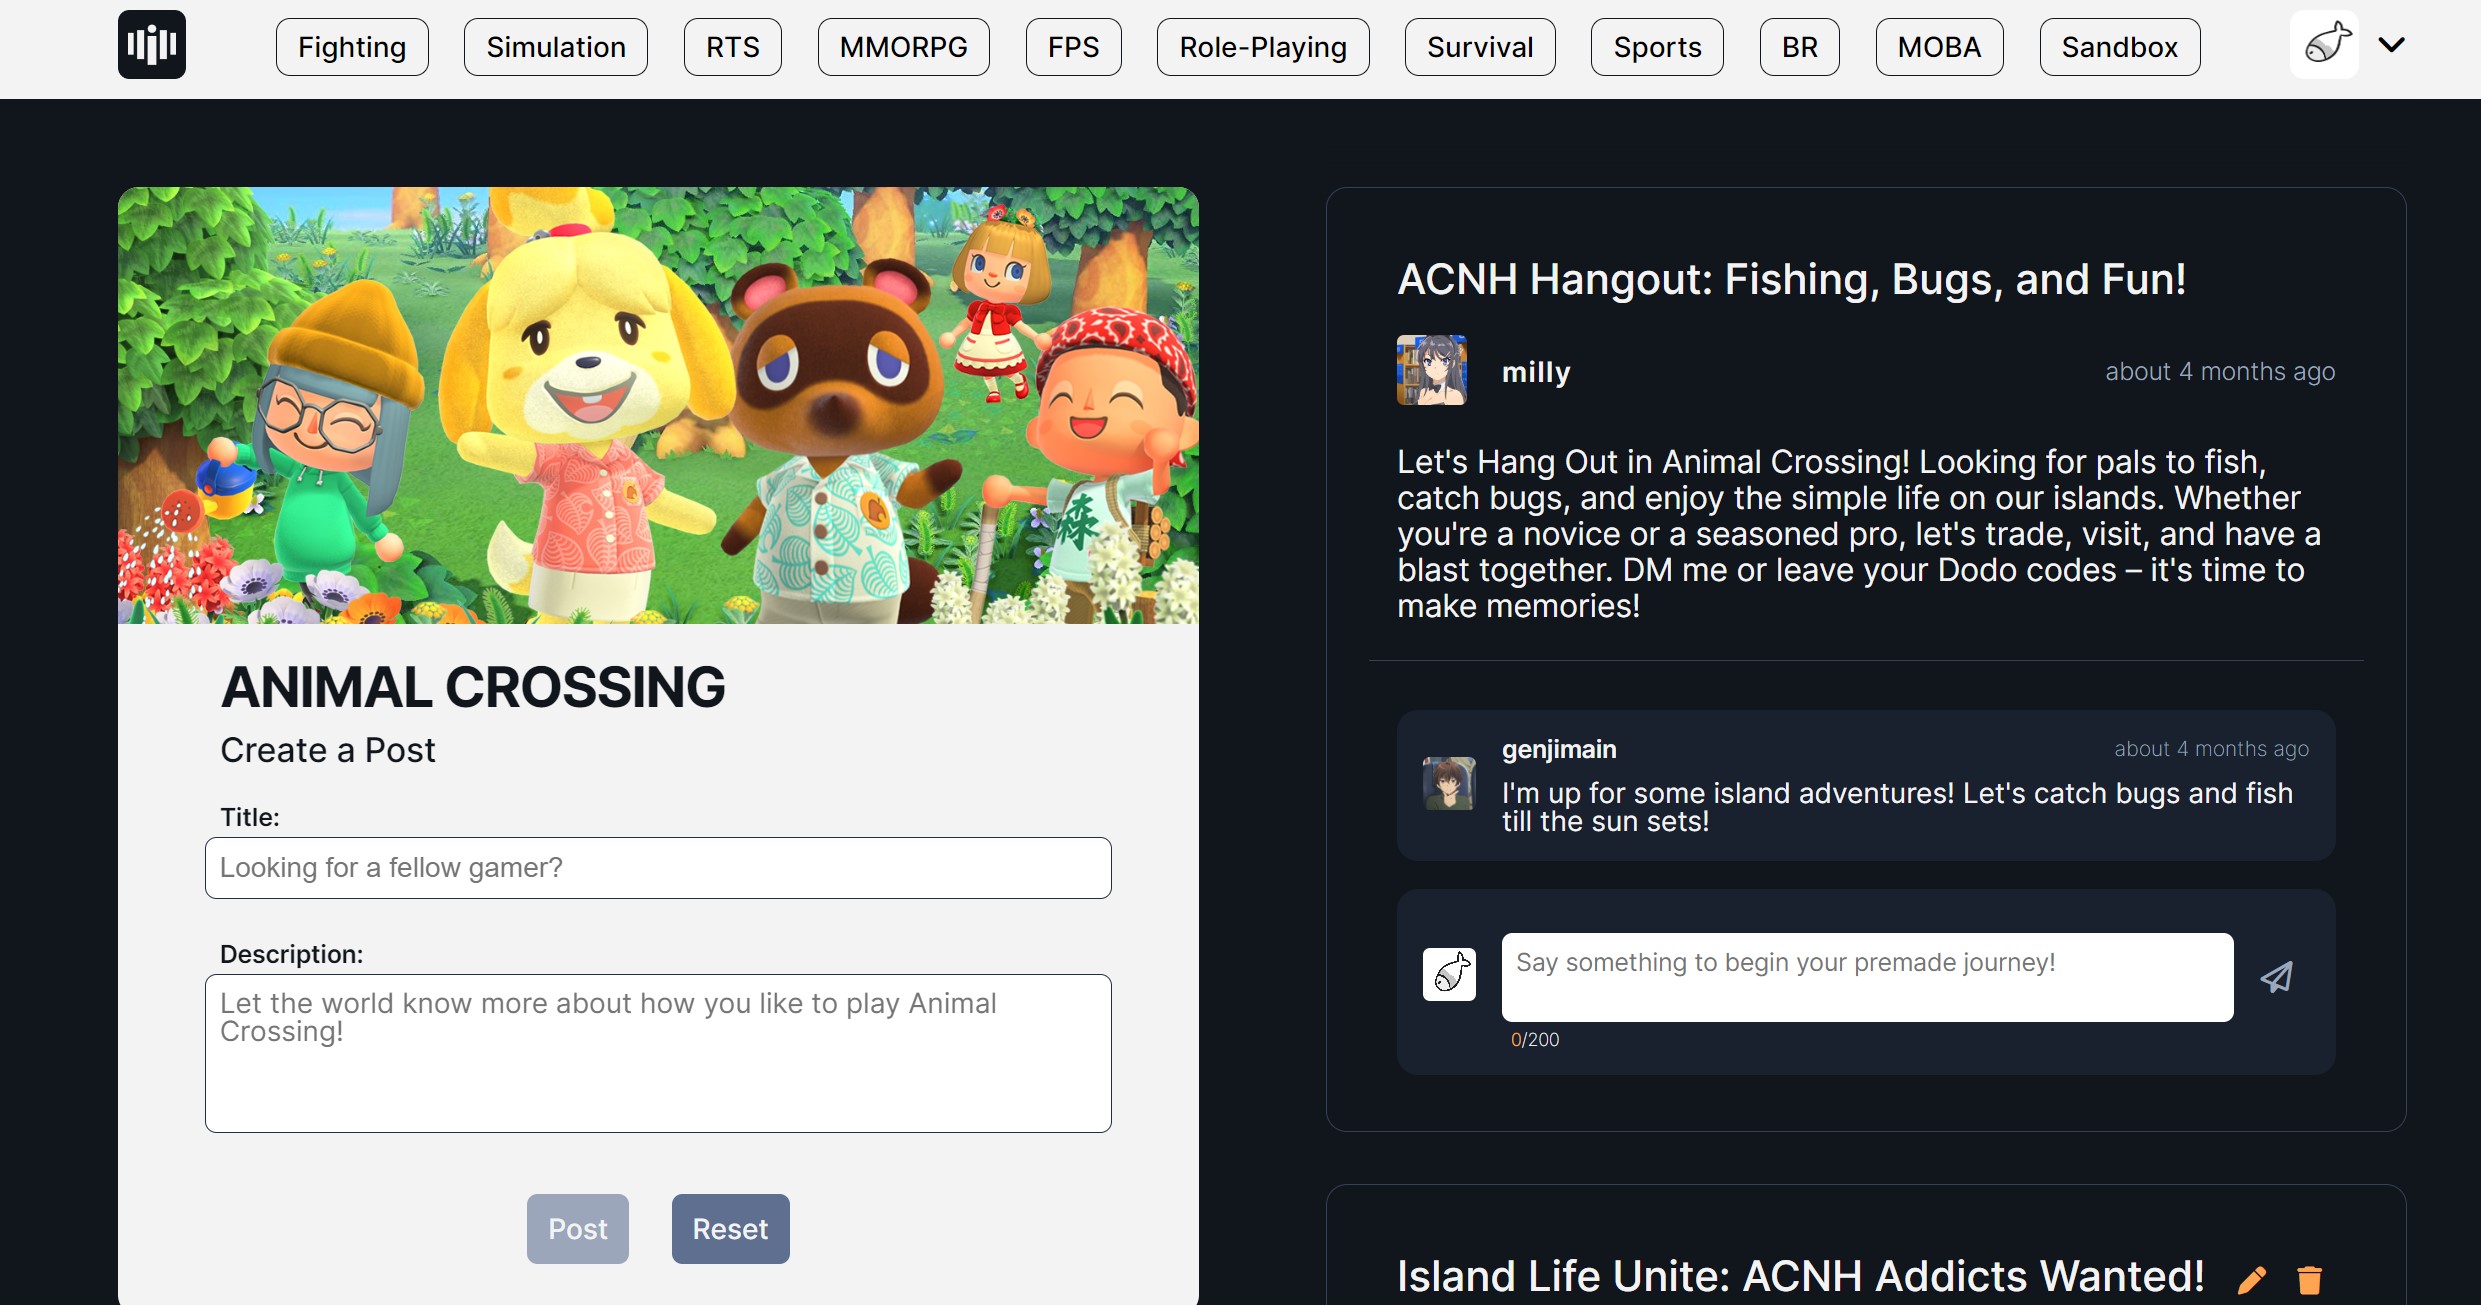 Fighting
Simulation
RTS
MMORPG
FPS
Role-Playing
Survival
Sports
BR
MOBA
Sandbox
森
ANIMAL CROSSING
Create a Post
Title:
Looking for a fellow gamer?
Description:
Let the world know more about how you like to play Animal
Crossing!
Post
Reset
ACNH Hangout: Fishing, Bugs, and Fun!
milly
about 4 months ago
Let's Hang Out in Animal Crossing! Looking for pals to fish,
catch bugs, and enjoy the simple life on our islands. Whether
you're a novice or a seasoned pro, let's trade, visit, and have a
blast together. DM me or leave your Dodo codes – it's time to
make memories!
genjimain
about 4 months ago
I'm up for some island adventures! Let's catch bugs and fish
till the sun sets!
Say something to begin your premade journey!
0/200
Island Life Unite: ACNH Addicts Wanted!